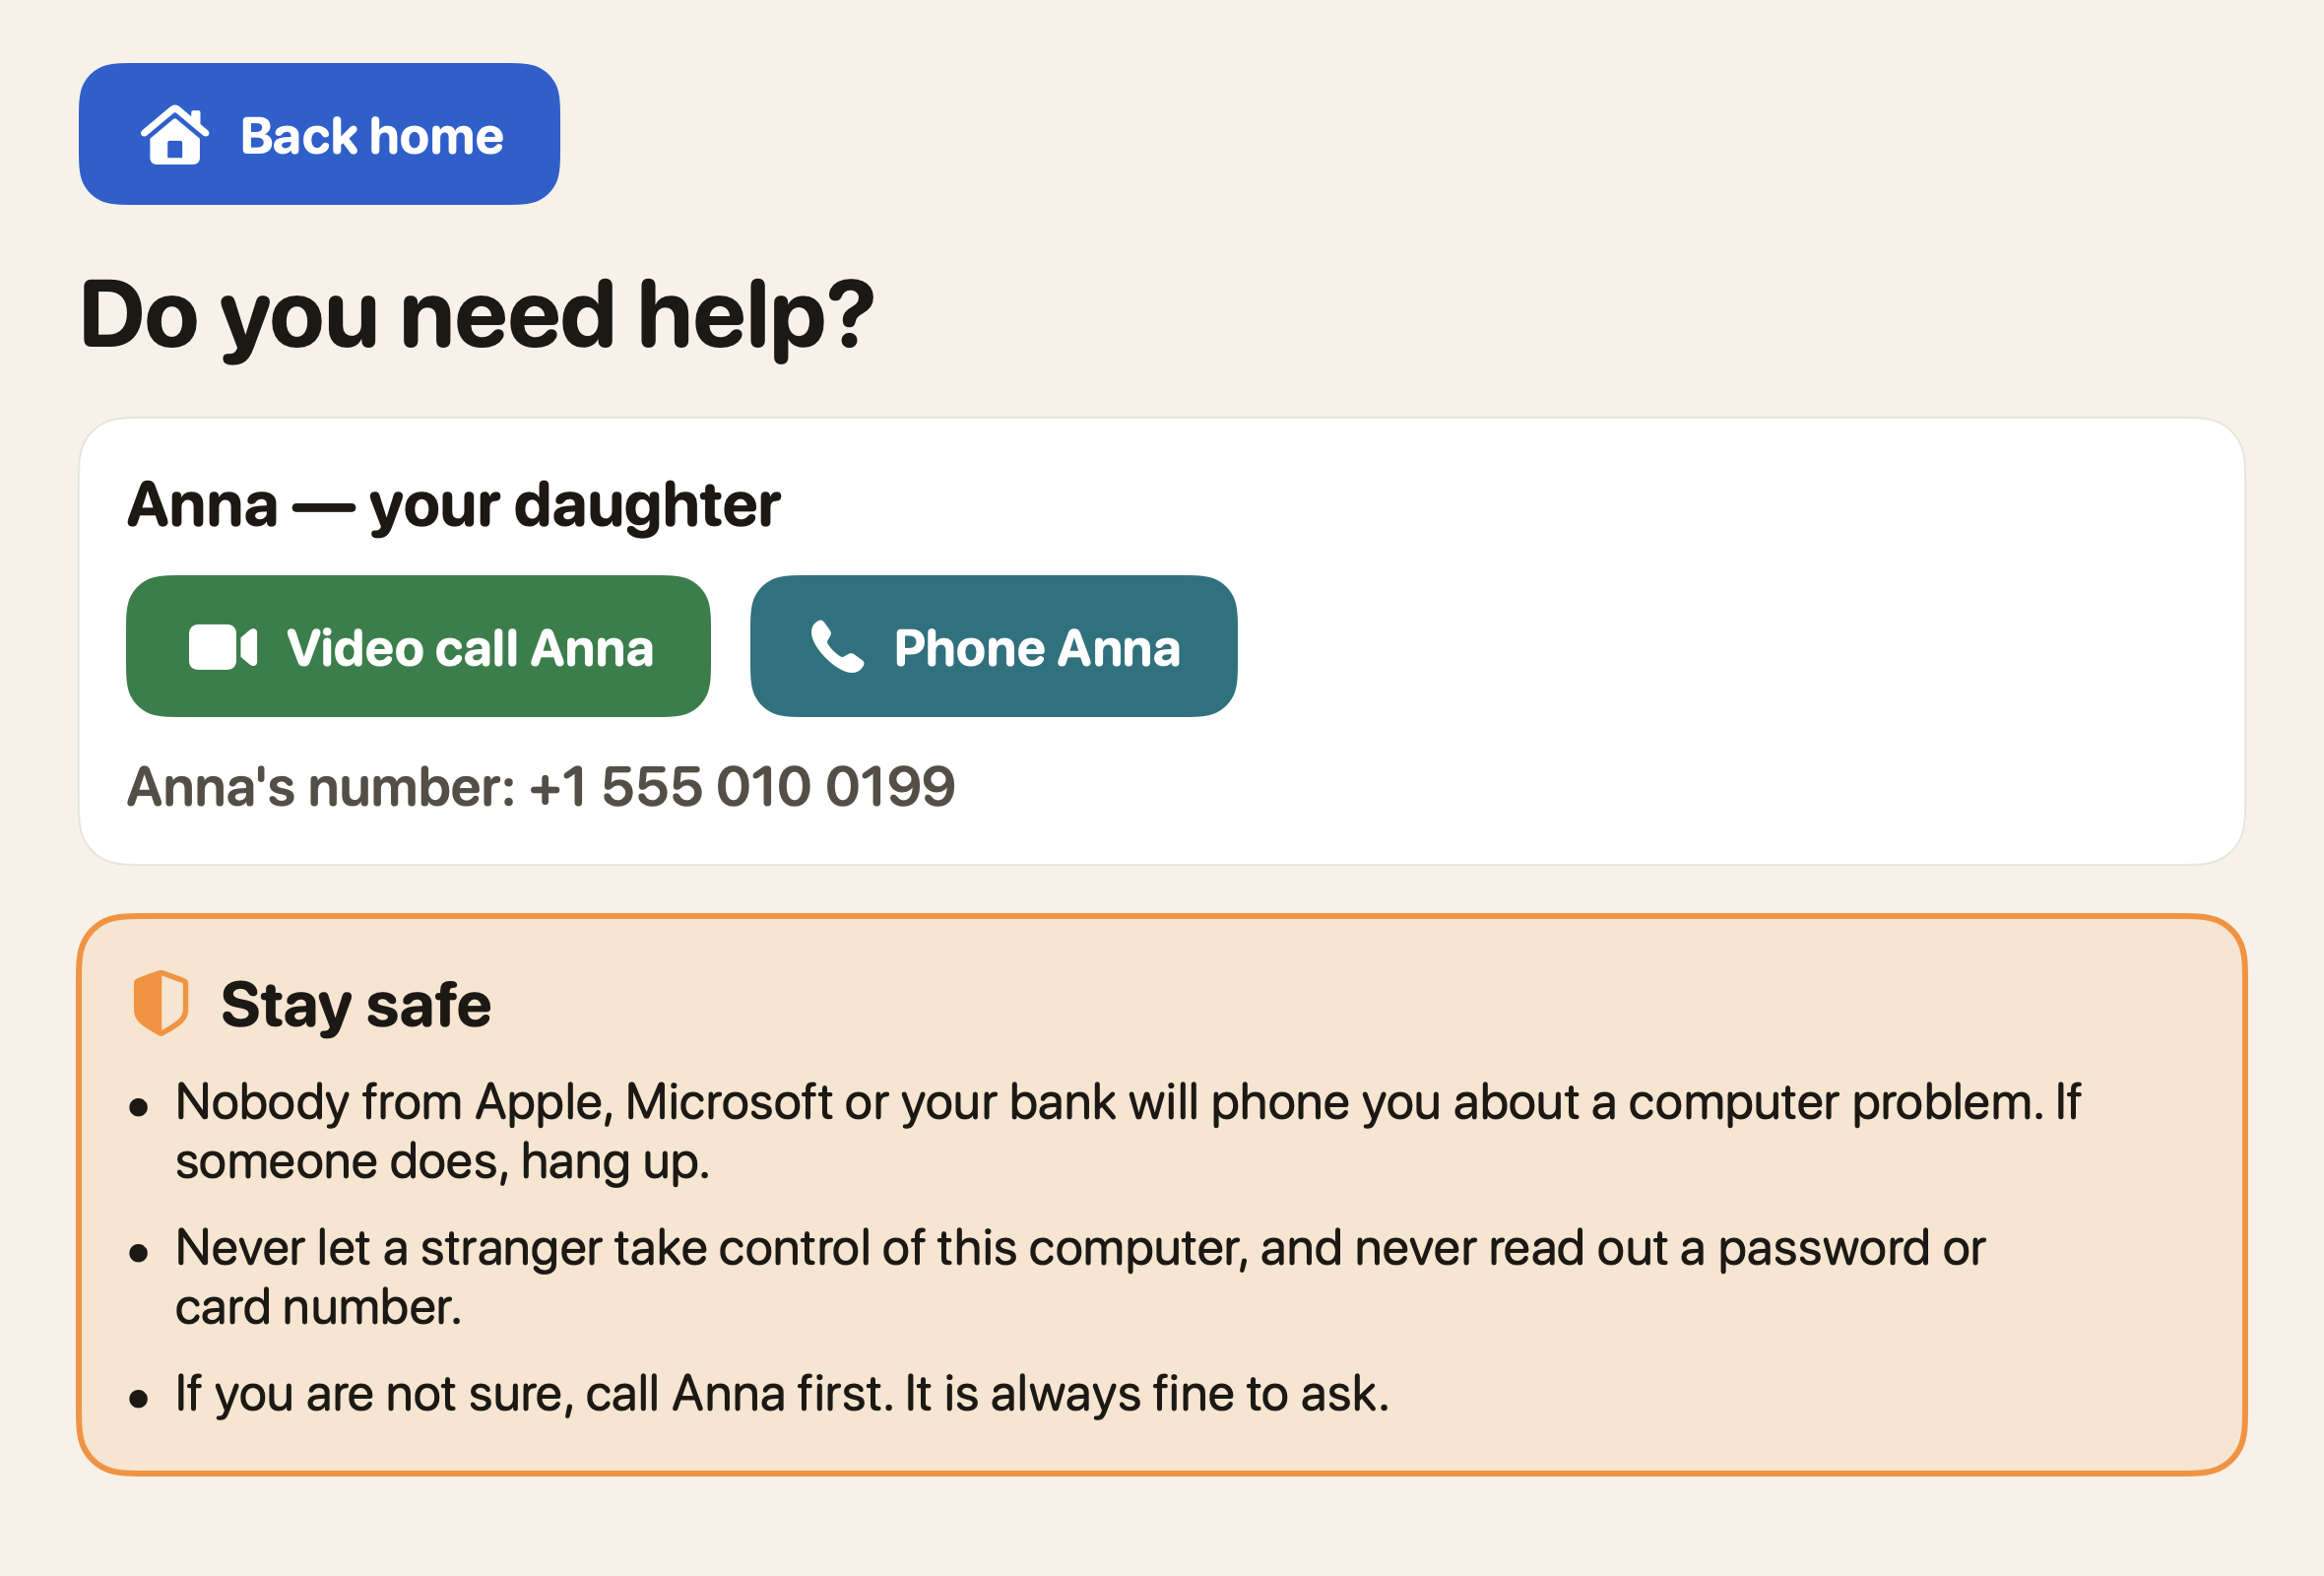 Back home
Do you need help?
Anna — your daughter
Video call Anna
Phone Anna
Anna's number: +1 555 010 0199
Stay safe
• Nobody from Apple, Microsoft or your bank will phone you about a computer problem. If
someone does, hang up.
• Never let a stranger take control of this computer, and never read out a password or
card number.
• If you are not sure, call Anna first. It is always fine to ask.